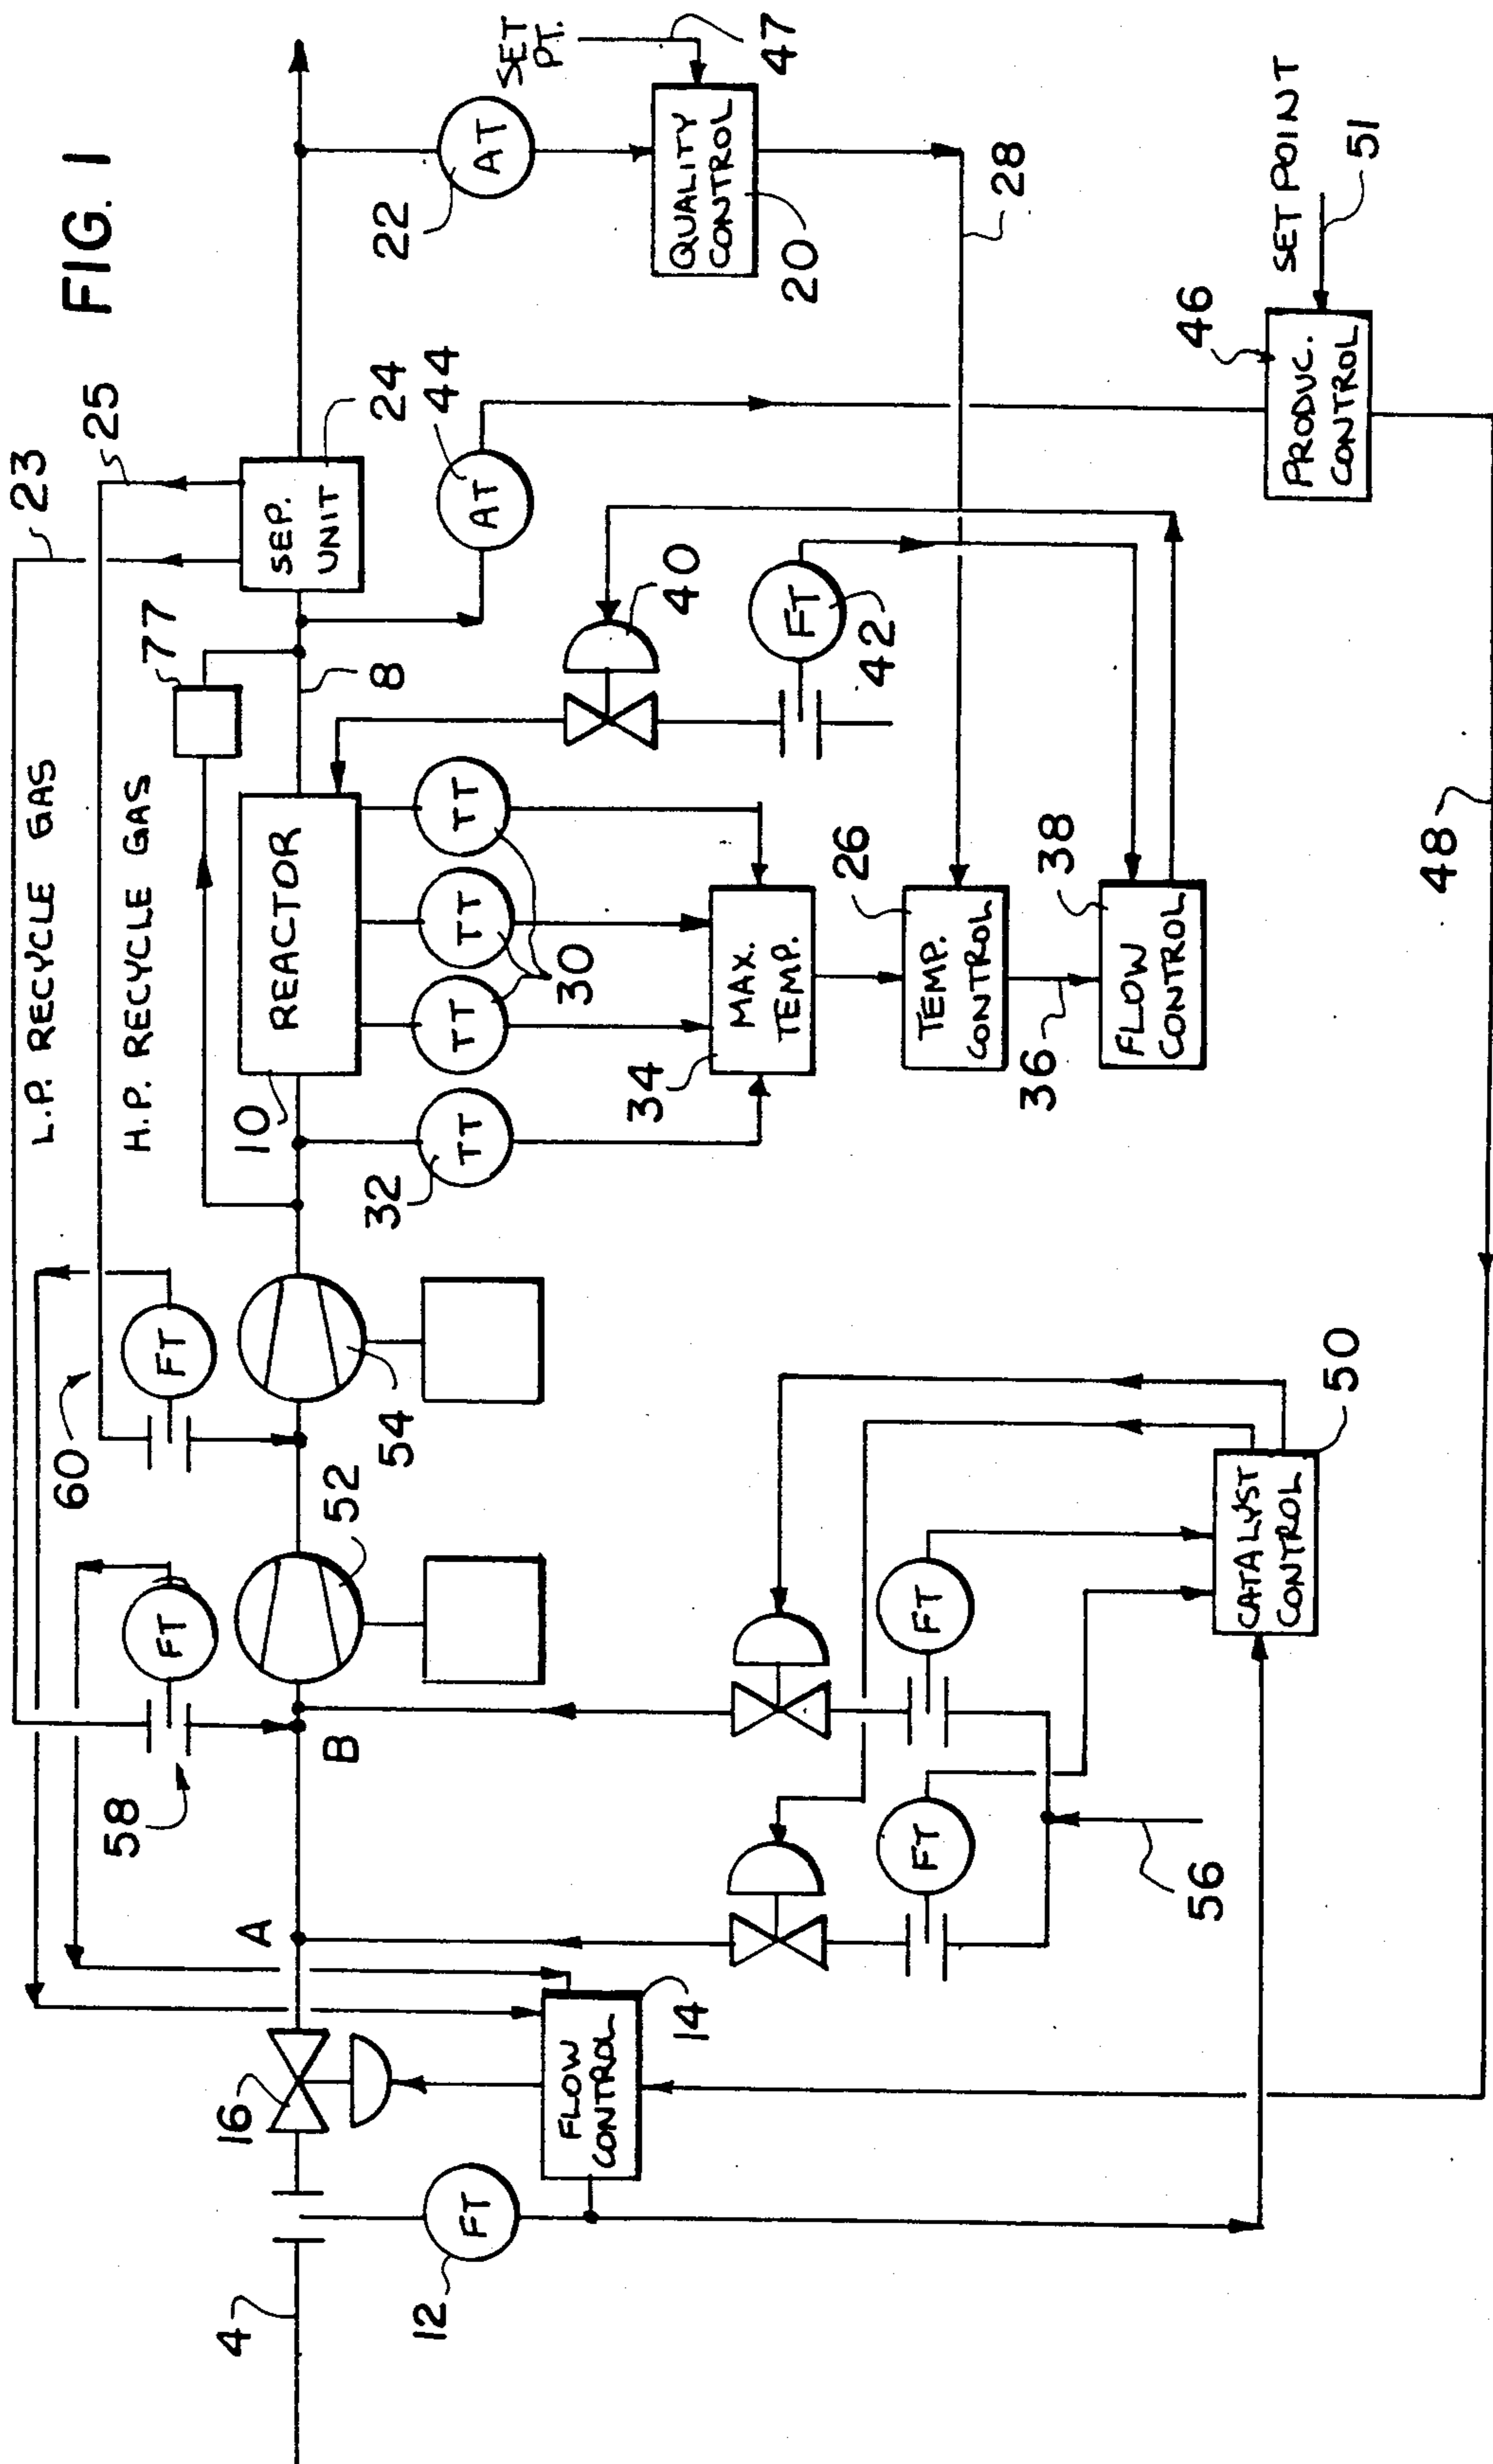 FIG. 1
23
25
L.P. RECYCLE GAS
H.P. RECYCLE GAS
77
60
58
FT
FT
A
B
52
54
10
REACTOR
8
SEP.
UNIT
24
44
AT
22
AT
SET
PT.
47
QUALITY
CONTROL
20
28
4
16
12
FT
FLOW
CONTROL
14
32
TT
TT
TT
TT
30
34
MAX.
TEMP.
26
TEMP.
CONTROL
36
38
FLOW
CONTROL
40
FT
42
46
PRODUC.
CONTROL
SET POINT
51
48
FT
FT
56
CATALYST
CONTROL
50